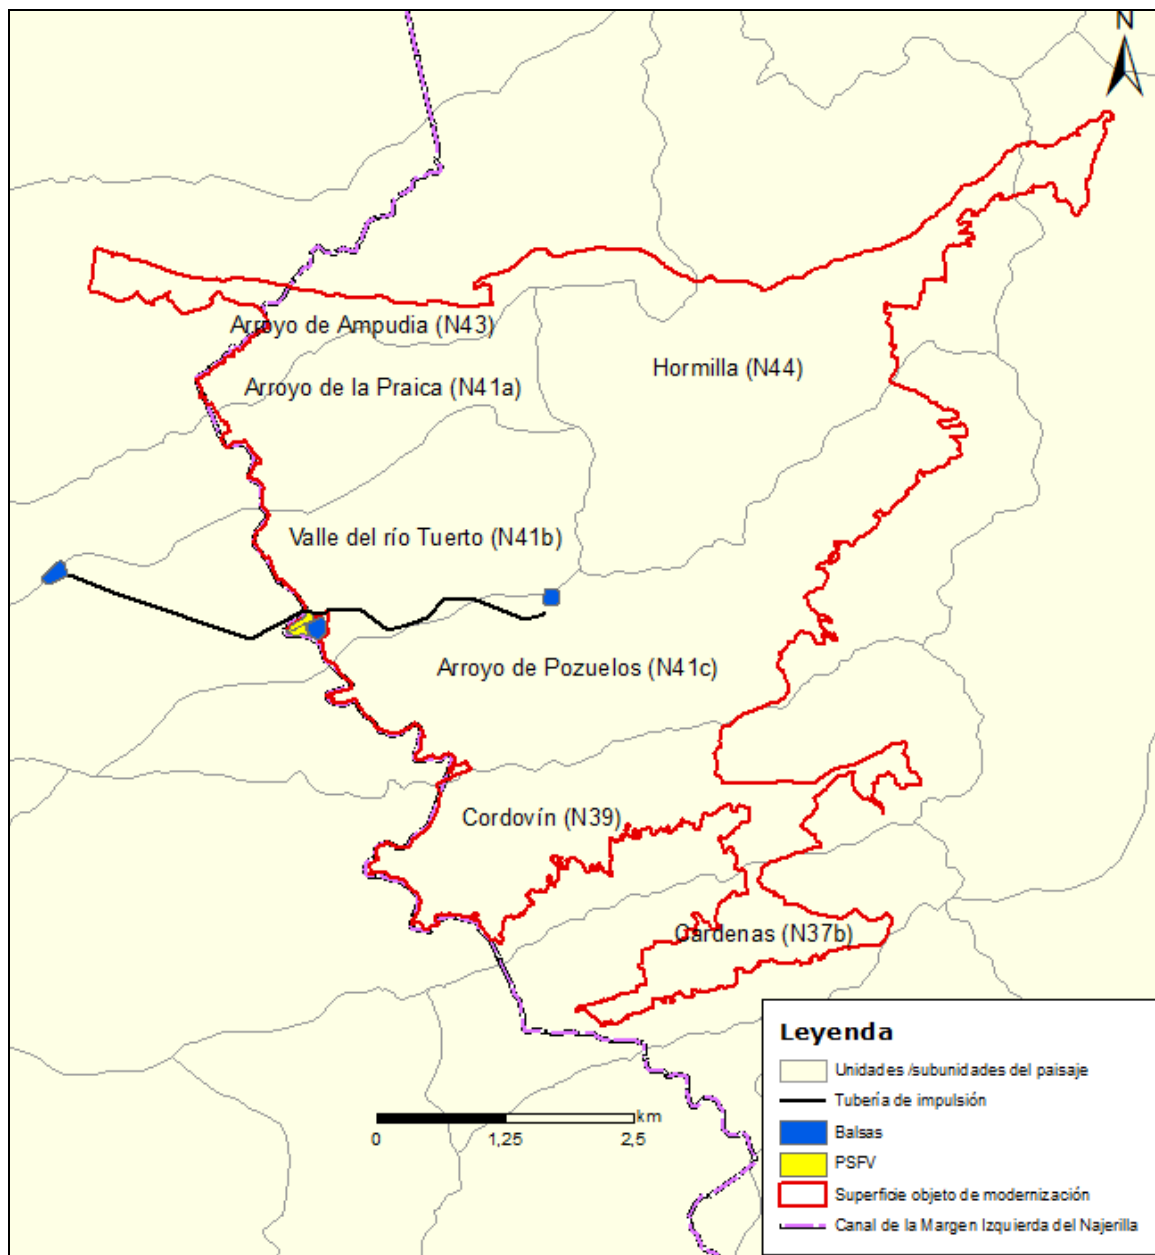 N
Arroyo de Ampudia (N43)
Hormilla (N44)
Arroyo de la Praica (N41a)
Valle del río Tuerto (N41b)
Arroyo de Pozuelos (N41c)
Cordovín (N39)
Cárdenas (N37b)
Leyenda
Unidades /subunidades del paisaje
Tubería de impulsión
Balsas
PSFV
Superficie objeto de modernización
Canal de la Margen Izquierda del Najerilla
km
0 1,25 2,5